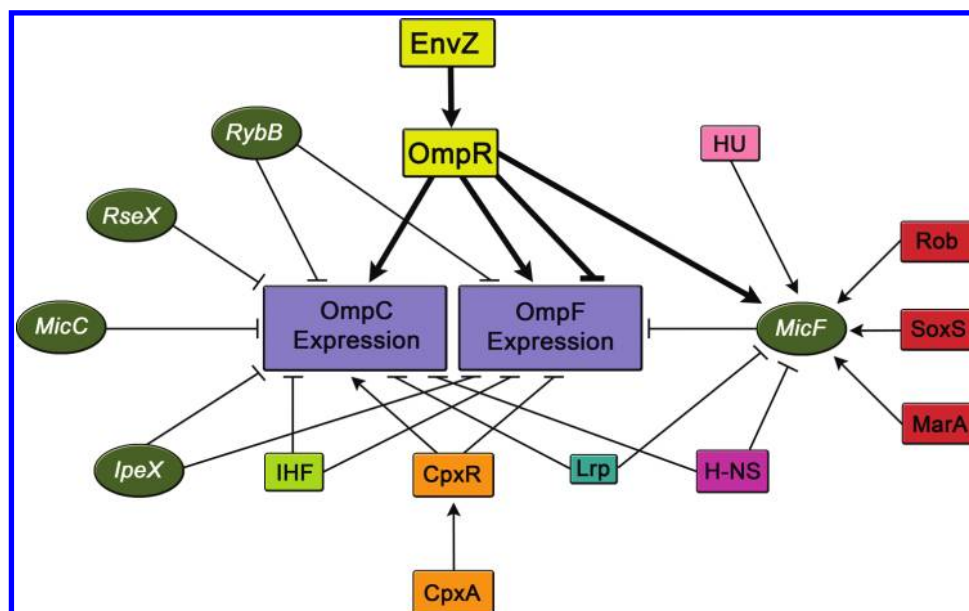 EnvZ
RybB
OmpR
HU
RseX
Rob
OmpC
Expression
OmpF
Expression
MicC
MicF
SoxS
MarA
IpeX
IHF
CpxR
Lrp
H-NS
CpxA